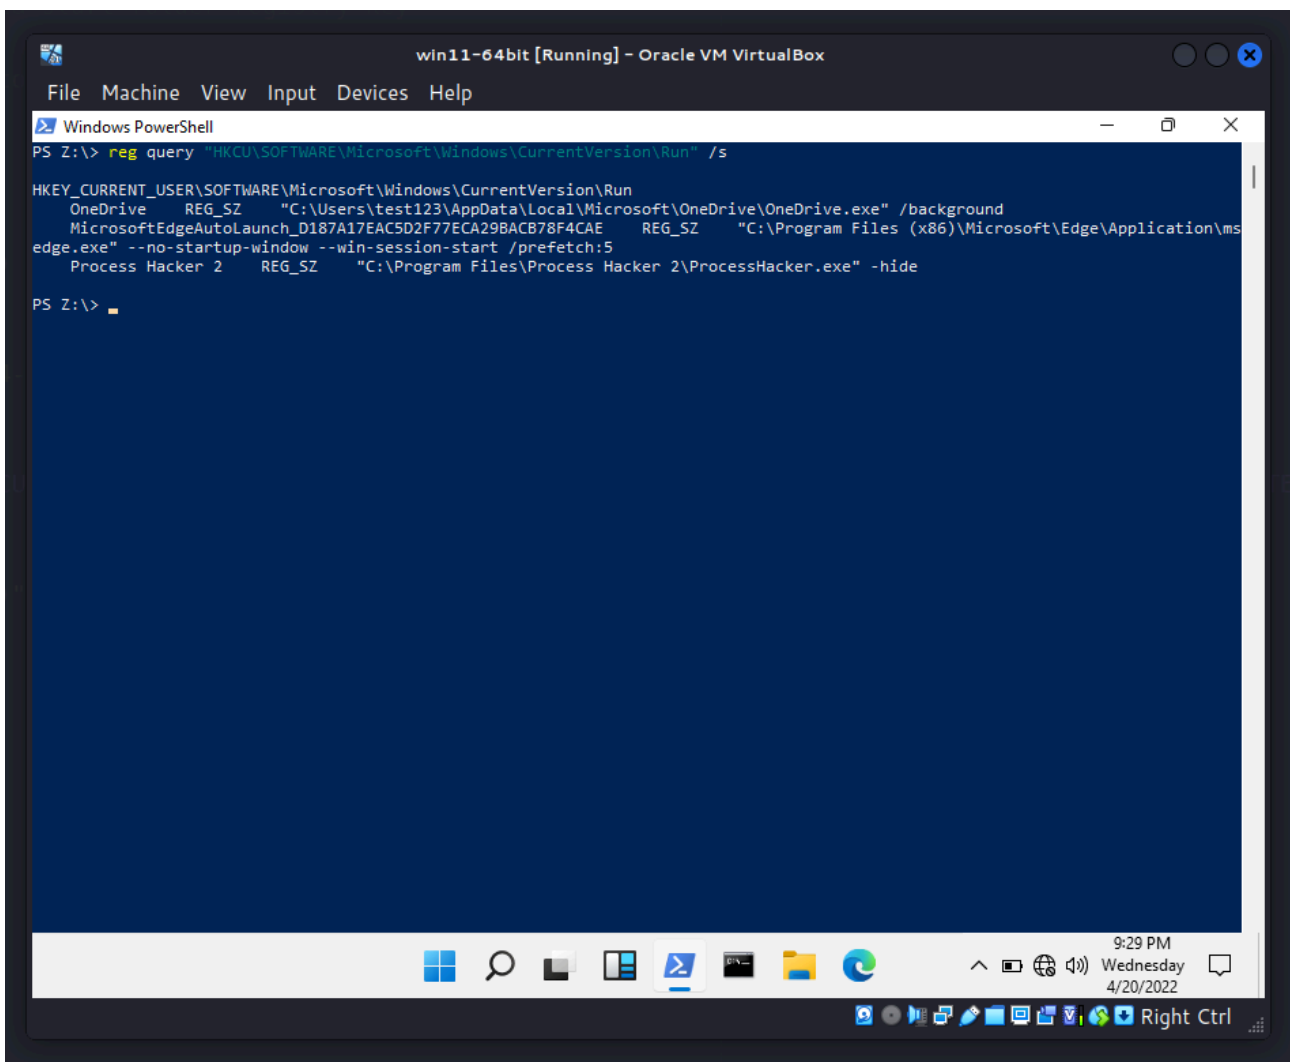 win11-64bit [Running] - Oracle VM VirtualBox
File Machine View Input Devices Help
Windows PowerShell
PS Z:\> reg query "HKCU\SOFTWARE\Microsoft\Windows\CurrentVersion\Run" /s
HKEY_CURRENT_USER\SOFTWARE\Microsoft\Windows\CurrentVersion\Run
    OneDrive    REG_SZ    "C:\Users\test123\AppData\Local\Microsoft\OneDrive\OneDrive.exe" /background
    MicrosoftEdgeAutoLaunch_D187A17EAC5D2F77ECA29BACB78F4CAE    REG_SZ    "C:\Program Files (x86)\Microsoft\Edge\Application\ms
edge.exe" --no-startup-window --win-session-start /prefetch:5
    Process Hacker 2    REG_SZ    "C:\Program Files\Process Hacker 2\ProcessHacker.exe" -hide
PS Z:\>
9:29 PM
Wednesday
4/20/2022
Right Ctrl